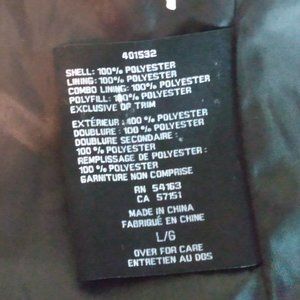 401532
SHELL: 100% POLYESTER
LINING: 100% POLYESTER
COMBO LINING: 100% POLYESTER
POLYFILL: 100% POLYESTER
EXCLUSIVE OF TRIM
EXTÉRIEUR: 100 % POLYESTER
DOUBLURE : 100 % POLYESTER
DOUBLURE SECONDAIRE :
100 % POLYESTER
REMPLISSAGE DE POLYESTER :
100 % POLYESTER
GARNITURE NON COMPRISE
RN 54163
CA 57151
MADE IN CHINA
FABRIQUÉ EN CHINE
L/G
OVER FOR CARE
ENTRETIEN AU DOS